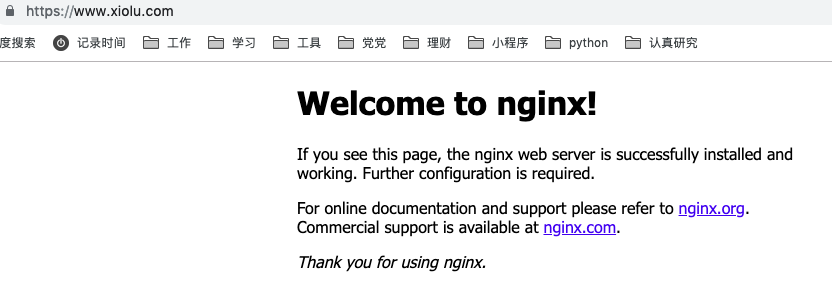 https://www.xiolu.com
度搜索 记录时间 工作 学习 工具 党党 理财 小程序 python 认真研究
Welcome to nginx!
If you see this page, the nginx web server is successfully installed and
working. Further configuration is required.
For online documentation and support please refer to nginx.org.
Commercial support is available at nginx.com.
Thank you for using nginx.